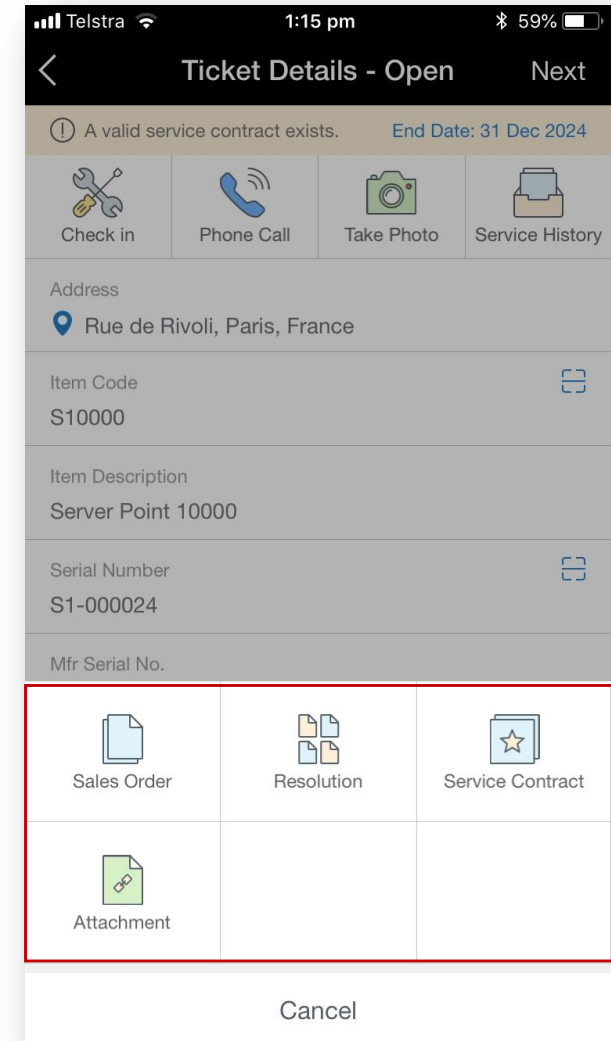 Telstra 1:15 pm 59%
Ticket Details - Open Next
A valid service contract exists. End Date: 31 Dec 2024
Check in Phone Call Take Photo Service History
Address
Rue de Rivoli, Paris, France
Item Code
S10000
Item Description
Server Point 10000
Serial Number
S1-000024
Mfr Serial No.
Sales Order Resolution Service Contract
Attachment
Cancel